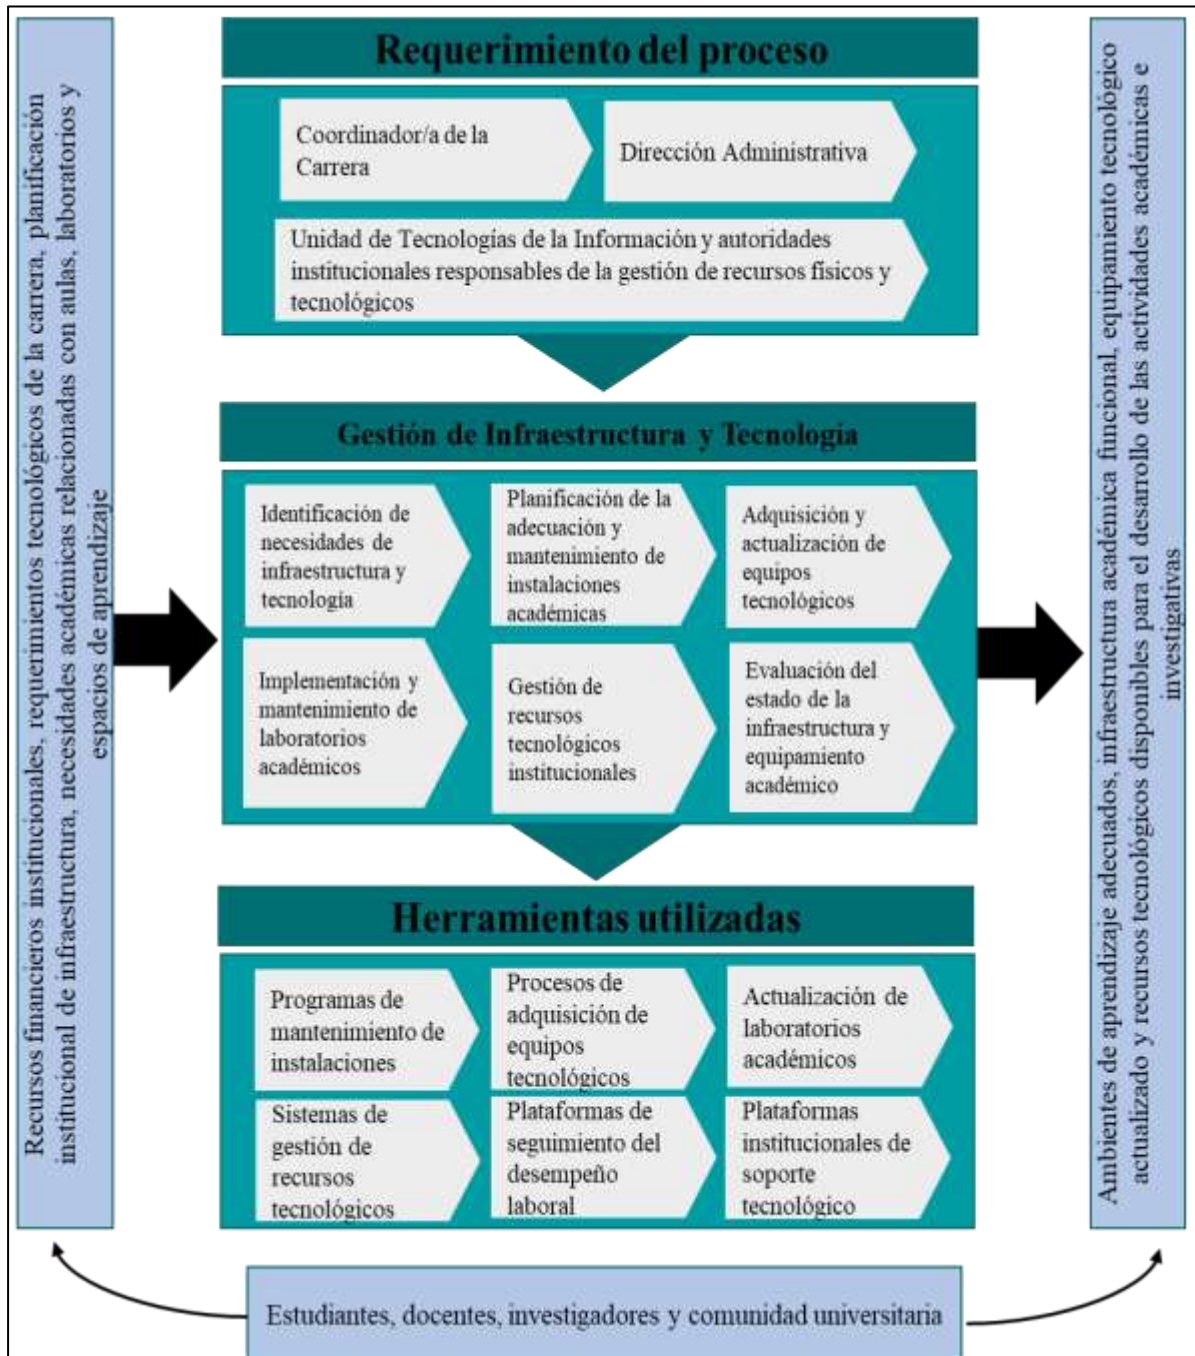 Recursos financieros institucionales, requerimientos tecnológicos de la carrera, planificación
institucional de infraestructura, necesidades académicas relacionadas con aulas, laboratorios y
espacios de aprendizaje
Requerimiento del proceso
Coordinador/a de la
Carrera
Dirección Administrativa
Unidad de Tecnologías de la Información y autoridades
institucionales responsables de la gestión de recursos físicos y
tecnológicos
Gestión de Infraestructura y Tecnología
Identificación de
necesidades de
infraestructura y
tecnología
Planificación de la
adecuación y
mantenimiento de
instalaciones
académicas
Adquisición y
actualización de
equipos
tecnológicos
Implementación y
mantenimiento de
laboratorios
académicos
Gestión de
recursos
tecnológicos
institucionales
Evaluación del
estado de la
infraestructura y
equipamiento
académico
Herramientas utilizadas
Programas de
mantenimiento de
instalaciones
Procesos de
adquisición de
equipos
tecnológicos
Actualización de
laboratorios
académicos
Sistemas de
gestión de
recursos
tecnológicos
Plataformas de
seguimiento del
desempeño
laboral
Plataformas
institucionales de
soporte
tecnológico
Ambientes de aprendizaje adecuados, infraestructura académica funcional, equipamiento tecnológico
actualizado y recursos tecnológicos disponibles para el desarrollo de las actividades académicas e
investigativas
Estudiantes, docentes, investigadores y comunidad universitaria